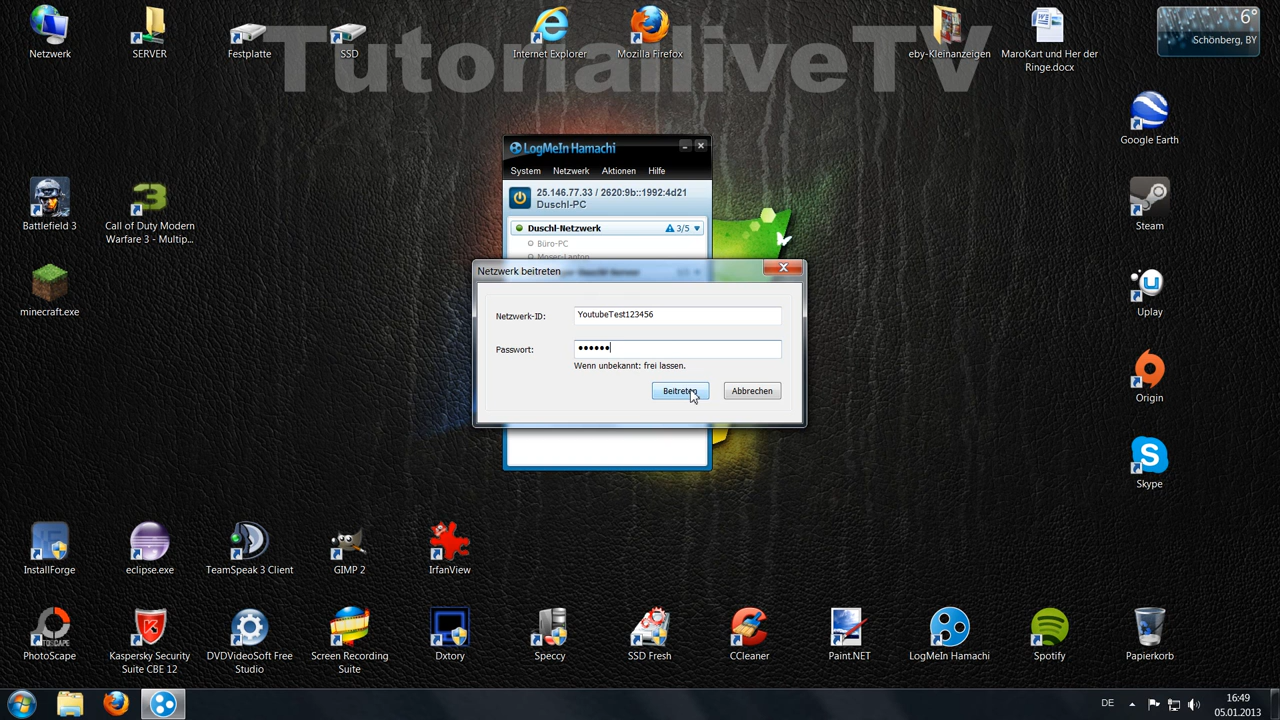 TutorialliveTV
Netzwerk
SERVER
Festplatte
SSD
Internet Explorer
Mozilla Firefox
eby-Kleinanzeigen
MaroKart und Her der
Ringe.docx
6°
Schönberg, BY
Google Earth
LogMeIn Hamachi
System Netzwerk Aktionen Hilfe
25.146.77.33 / 2620:9b::1992:4d21
Duschl-PC
Duschl-Netzwerk 3/5
Büro-PC
Moser-Laptop
Battlefield 3
Call of Duty Modern
Warfare 3 - Multip...
Steam
minecraft.exe
Uplay
Netzwerk beitreten
Netzwerk-ID: YoutubeTest123456
Passwort: ••••••
Wenn unbekannt: frei lassen.
Beitreten Abbrechen
Origin
Skype
InstallForge
eclipse.exe
TeamSpeak 3 Client
GIMP 2
IrfanView
PhotoScape
Kaspersky Security
Suite CBE 12
DVDVideoSoft Free
Studio
Screen Recording
Suite
Dxtory
Speccy
SSD Fresh
CCleaner
Paint.NET
LogMeIn Hamachi
Spotify
Papierkorb
DE
16:49
05.01.2013